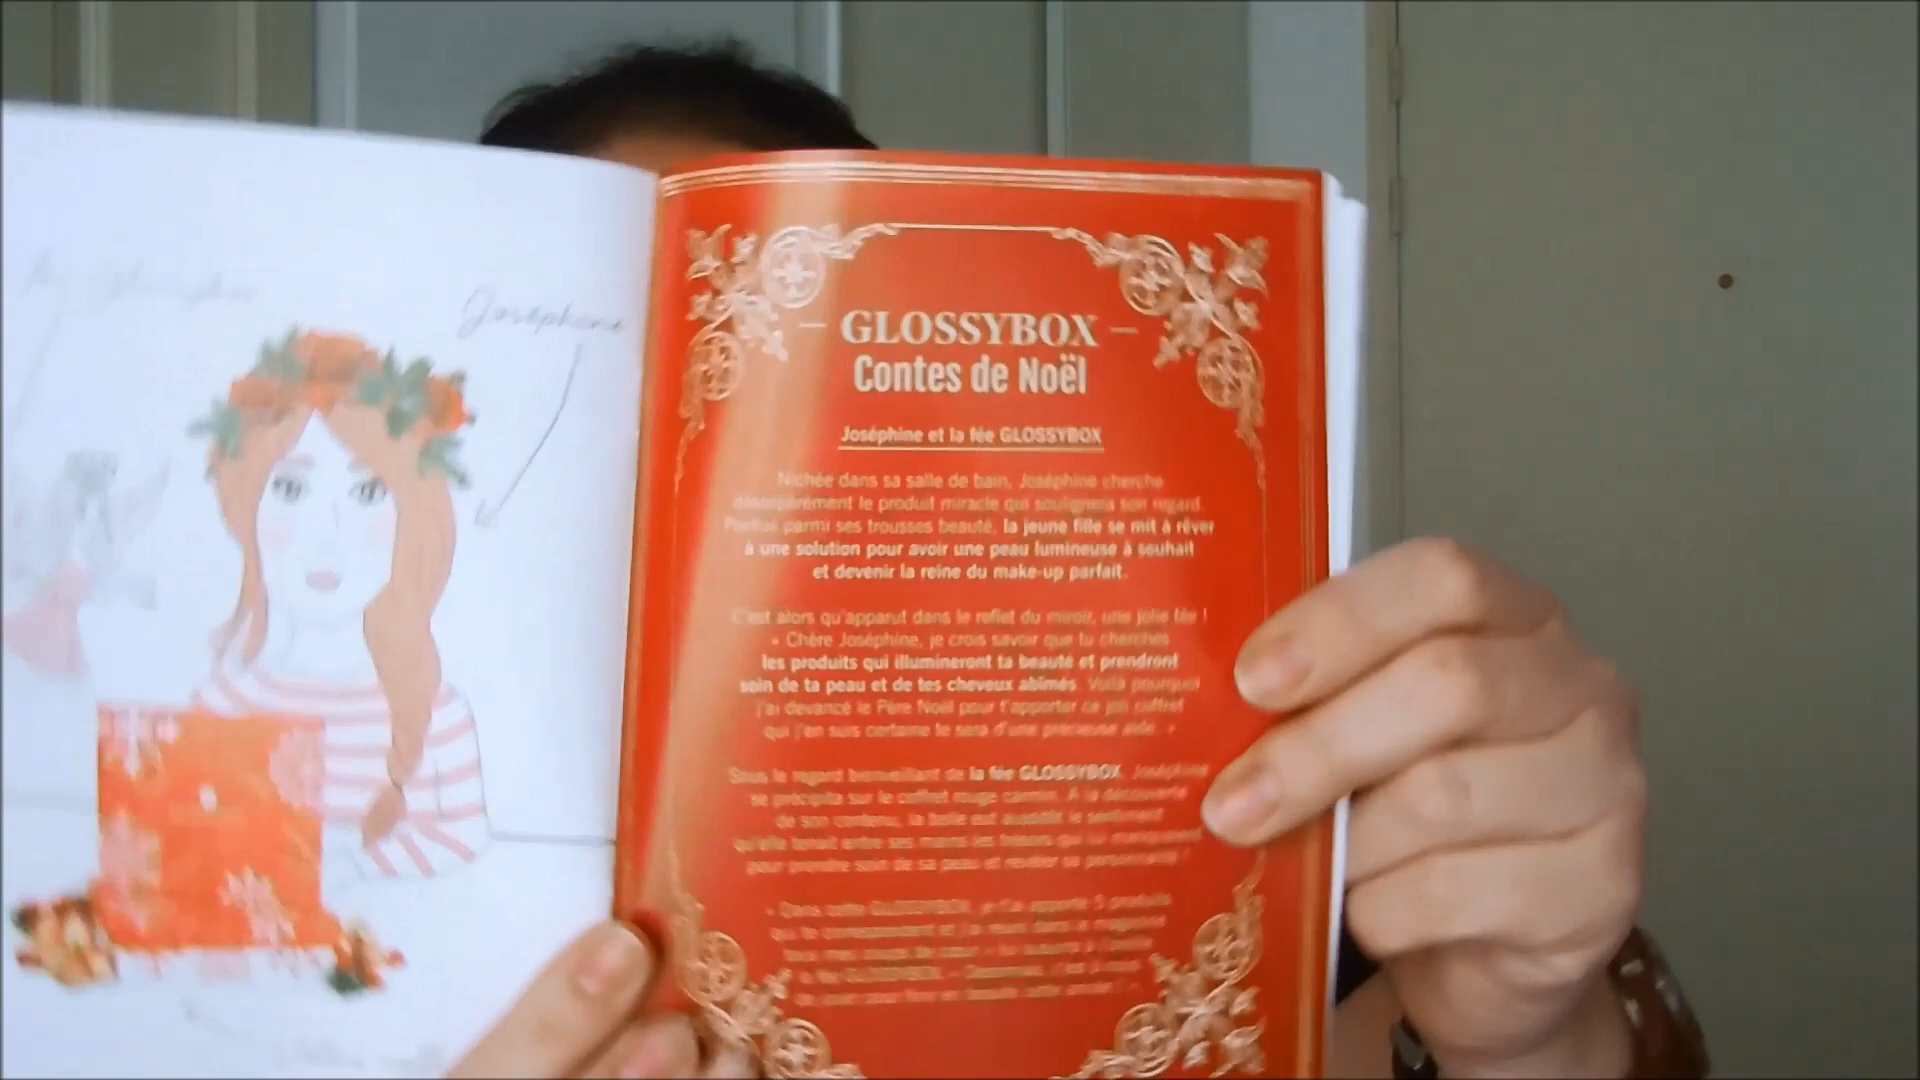 Joséphine
GLOSSYBOX
Contes de Noël
Joséphine et la fée GLOSSYBOX
Nichée dans sa salle de bain, Joséphine cherche
désespérément le produit miracle qui soulignera son regard.
parmi ses trousses beauté, la jeune fille se mit à rêver
à une solution pour avoir une peau lumineuse à souhait
et devenir la reine du make-up parfait.
C'est alors qu'apparut dans le reflet du miroir, une jolie fée !
« Chère Joséphine, je crois savoir que tu cherches
les produits qui illumineront ta beauté et prendront
soin de ta peau et de tes cheveux abîmés. Voilà pourquoi
j'ai devancé le Père Noël pour t'apporter ce joli coffret
qui j'en suis certaine te sera d'une précieuse aide. »
Sous le regard bienveillant de la fée GLOSSYBOX, Joséphine
se précipita sur le coffret rouge carmin. A la découverte
de son contenu, la belle eut aussitôt le sentiment
qu'elle tenait entre ses mains les trésors qui lui manquaient
pour prendre soin de sa peau et révéler sa personnalité !
« Dans cette GLOSSYBOX, je t'ai apporté 5 produits